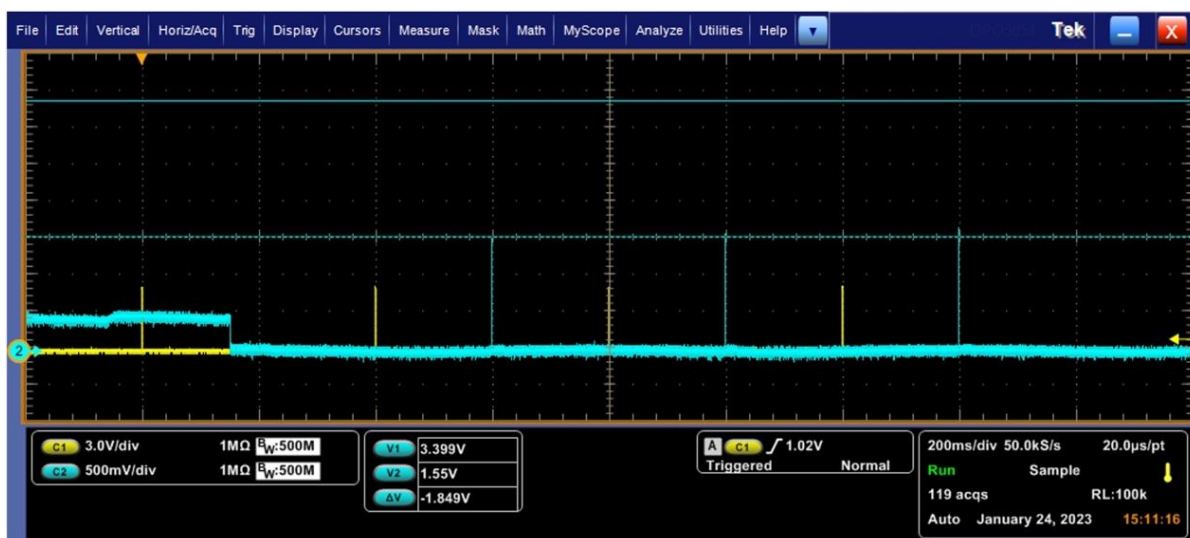 File Edit Vertical Horiz/Acq Trig Display Cursors Measure Mask Math MyScope Analyze Utilities Help Tek X
2
C1 3.0V/div 1MΩ BW:500M
C2 500mV/div 1MΩ BW:500M
V1 3.399V
V2 1.55V
ΔV -1.849V
A C1 1.02V
Triggered Normal
200ms/div 50.0kS/s 20.0µs/pt
Run Sample
119 acqs RL:100k
Auto January 24, 2023 15:11:16